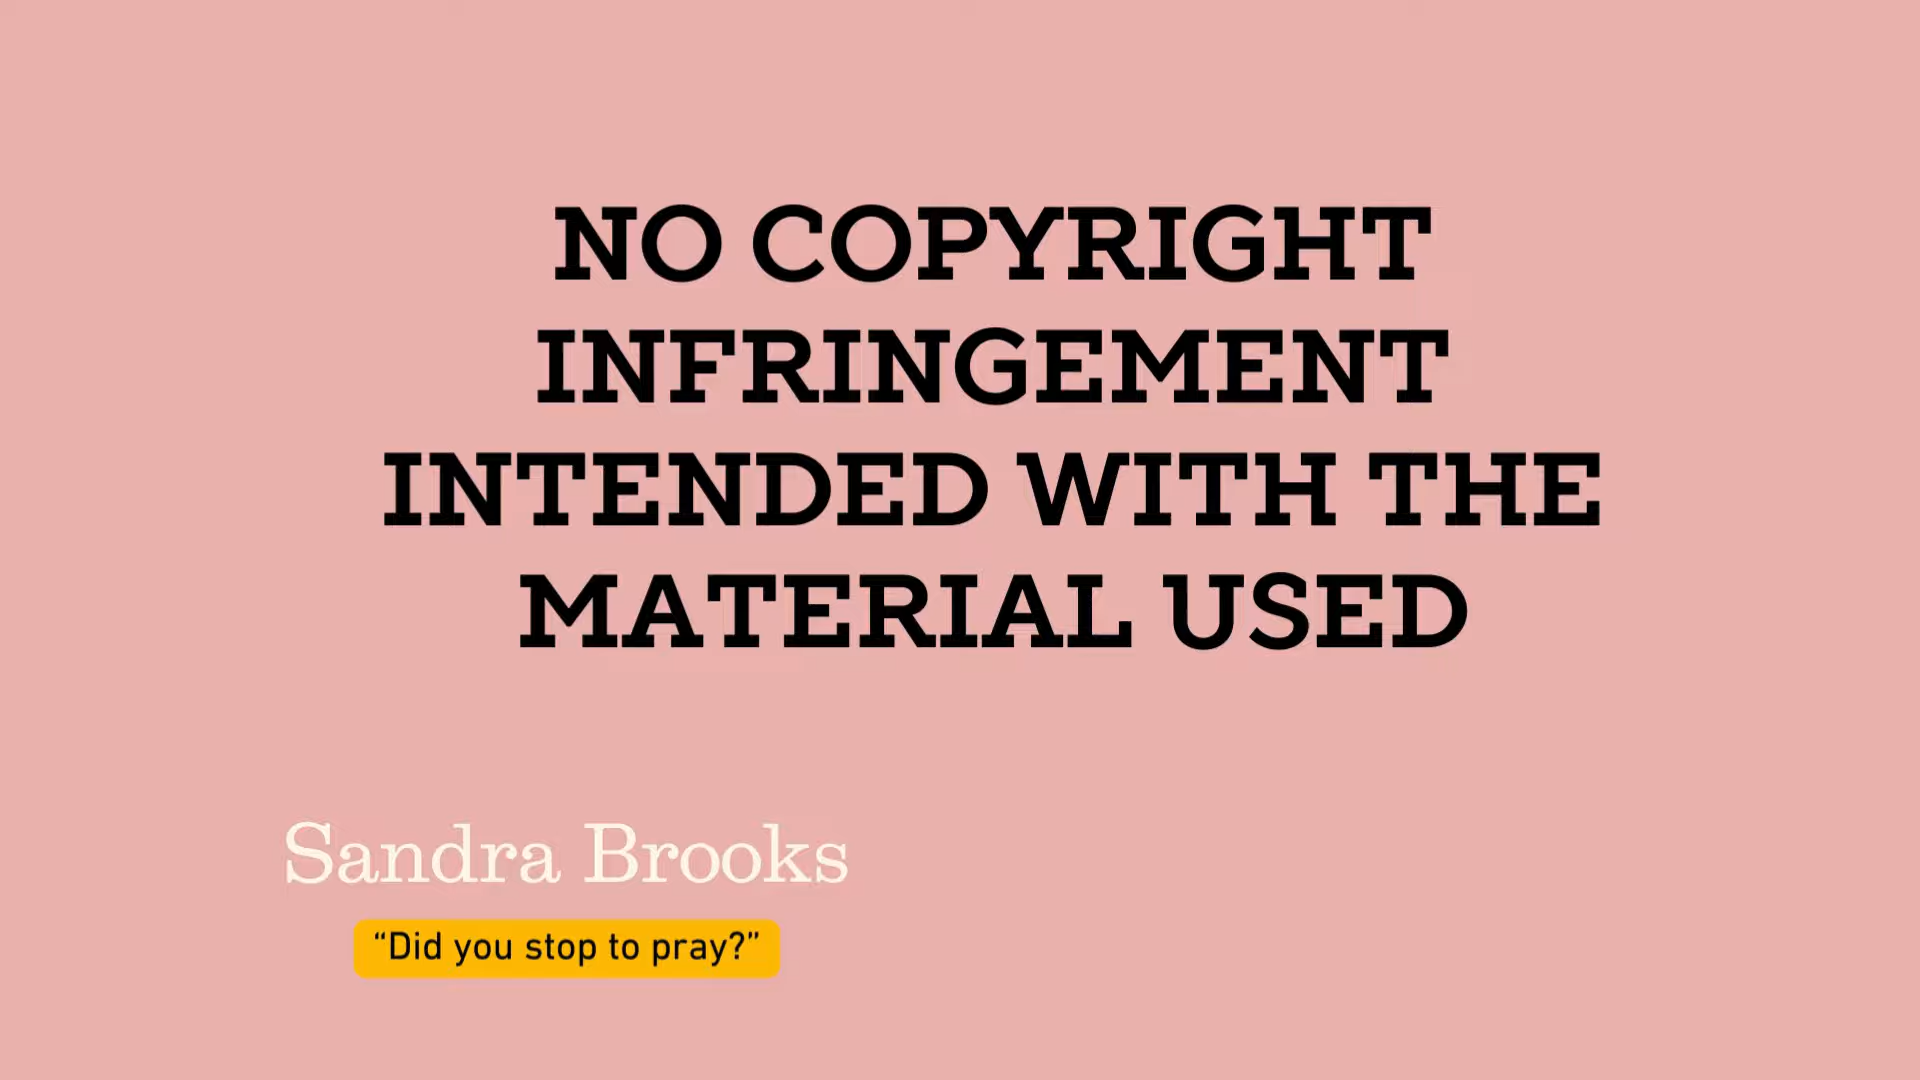 NO COPYRIGHT
INFRINGEMENT
INTENDED WITH THE
MATERIAL USED
Sandra Brooks
“Did you stop to pray?”